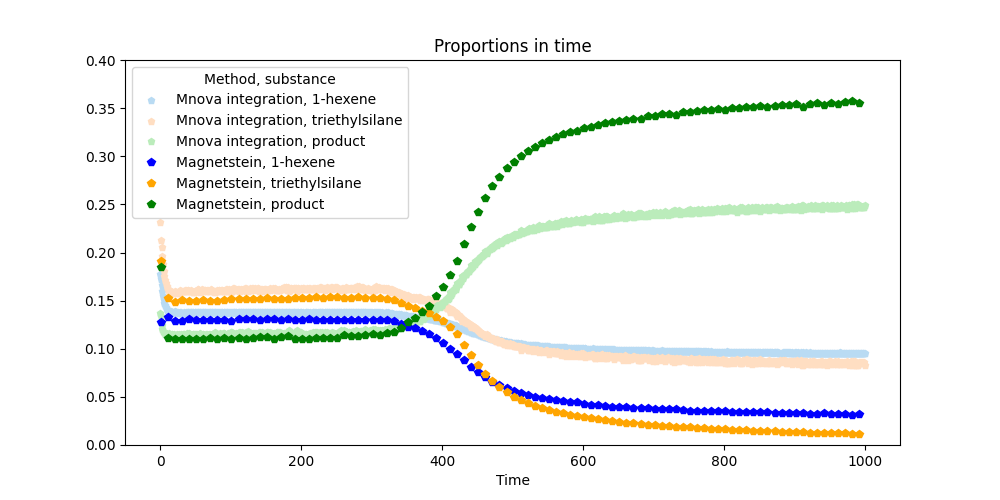 Proportions in time
0.40
0.35
0.30
0.25
0.20
0.15
0.10
0.05
0.00
Method, substance
Mnova integration, 1-hexene
Mnova integration, triethylsilane
Mnova integration, product
Magnetstein, 1-hexene
Magnetstein, triethylsilane
Magnetstein, product
0 200 400 600 800 1000
Time